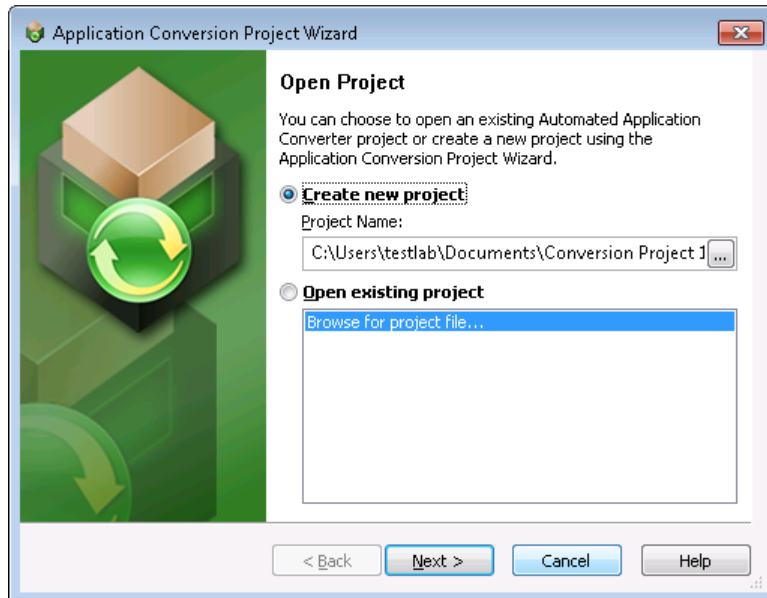 Application Conversion Project Wizard
Open Project
You can choose to open an existing Automated Application
Converter project or create a new project using the
Application Conversion Project Wizard.
Create new project
Project Name:
C:\Users\testlab\Documents\Conversion Project 1
...
Open existing project
Browse for project file...
< Back
Next >
Cancel
Help